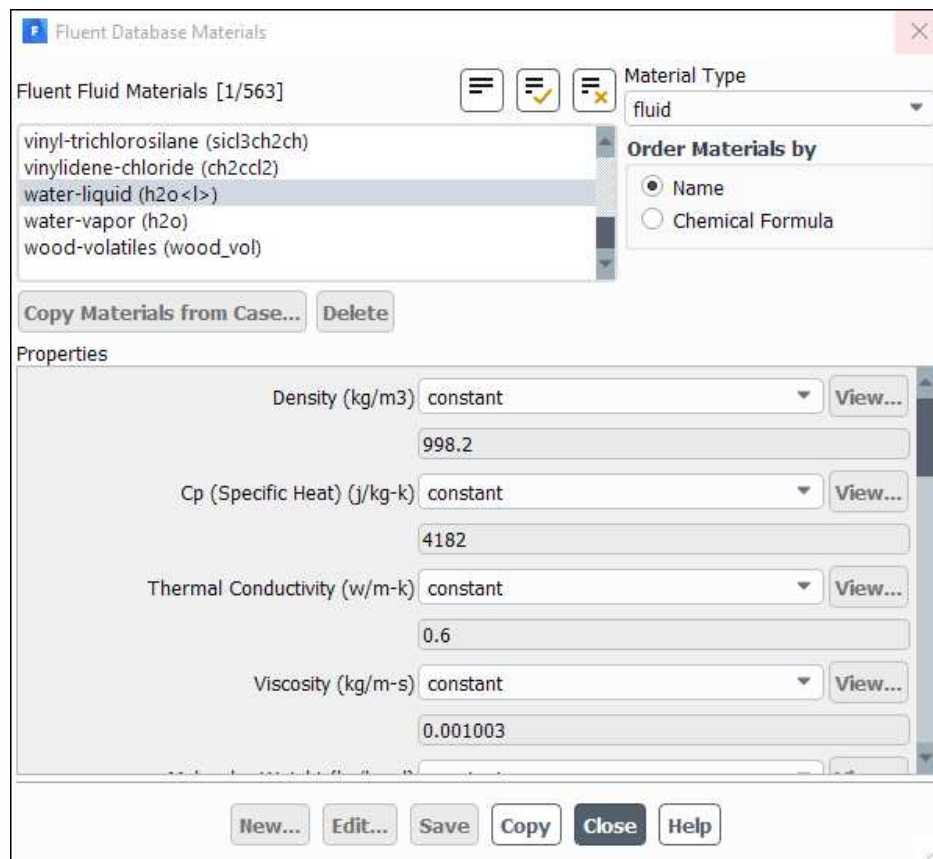 Fluent Database Materials
Fluent Fluid Materials [1/563]
Material Type
fluid
vinyl-trichlorosilane (sicl3ch2ch)
vinylidene-chloride (ch2ccl2)
water-liquid (h2o<l>)
water-vapor (h2o)
wood-volatiles (wood_vol)
Order Materials by
Name
Chemical Formula
Copy Materials from Case... Delete
Properties
Density (kg/m3) constant View...
998.2
Cp (Specific Heat) (j/kg-k) constant View...
4182
Thermal Conductivity (w/m-k) constant View...
0.6
Viscosity (kg/m-s) constant View...
0.001003
New... Edit... Save Copy Close Help